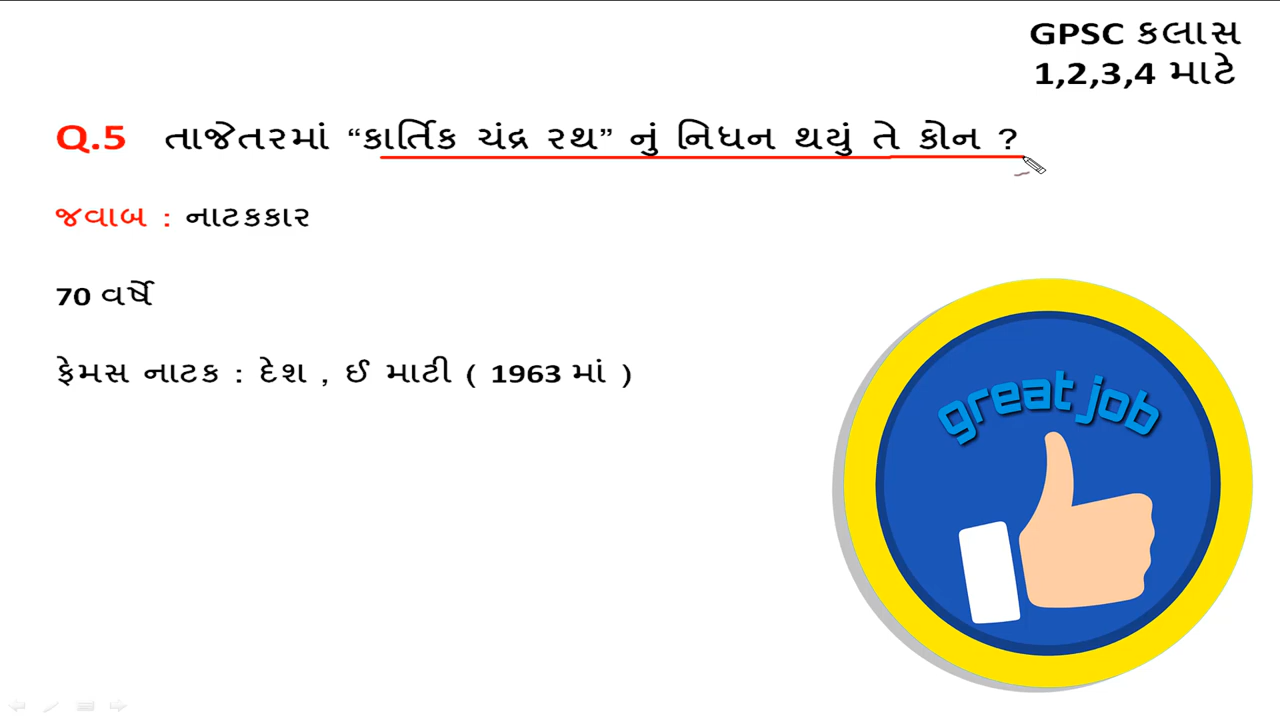 GPSC કલાસ
1,2,3,4 માટે
Q.5 તાજેતરમાં “કાર્તિક ચંદ્ર રથ” નું નિધન થયું તે કોન ?
જવાબ : નાટકકાર
70 વર્ષે
ફેમસ નાટક : દેશ , ઈ માટી ( 1963 માં )
great job